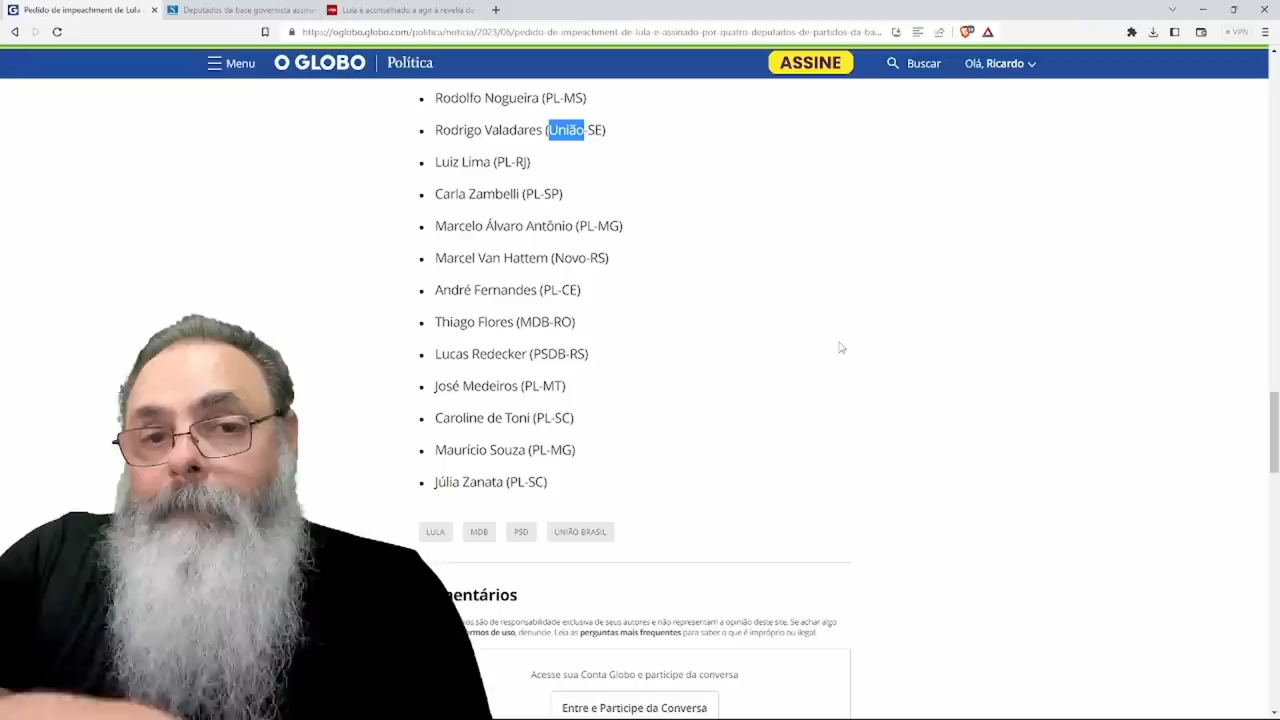 Pedido de impeachment de Lula
Deputados da base governista assina
Lula é aconselhado a agir à revelia de
https://oglobo.globo.com/politica/noticia/2023/06/pedido-de-impeachment-de-lula-e-assinado-por-quatro-deputados-de-partidos-da-ba...
VPN
Menu
O GLOBO
Política
ASSINE
Buscar
Olá, Ricardo
Rodolfo Nogueira (PL-MS)
Rodrigo Valadares (União-SE)
Luiz Lima (PL-RJ)
Carla Zambelli (PL-SP)
Marcelo Álvaro Antônio (PL-MG)
Marcel Van Hattem (Novo-RS)
André Fernandes (PL-CE)
Thiago Flores (MDB-RO)
Lucas Redecker (PSDB-RS)
José Medeiros (PL-MT)
Caroline de Toni (PL-SC)
Maurício Souza (PL-MG)
Júlia Zanata (PL-SC)
LULA MDB PSD UNIÃO BRASIL
mentários
os são de responsabilidade exclusiva de seus autores e não representam a opinião deste site. Se achar algo
ermos de uso, denuncie. Leia as perguntas mais frequentes para saber o que é impróprio ou ilegal
Acesse sua Conta Globo e participe da conversa
Entre e Participe da Conversa